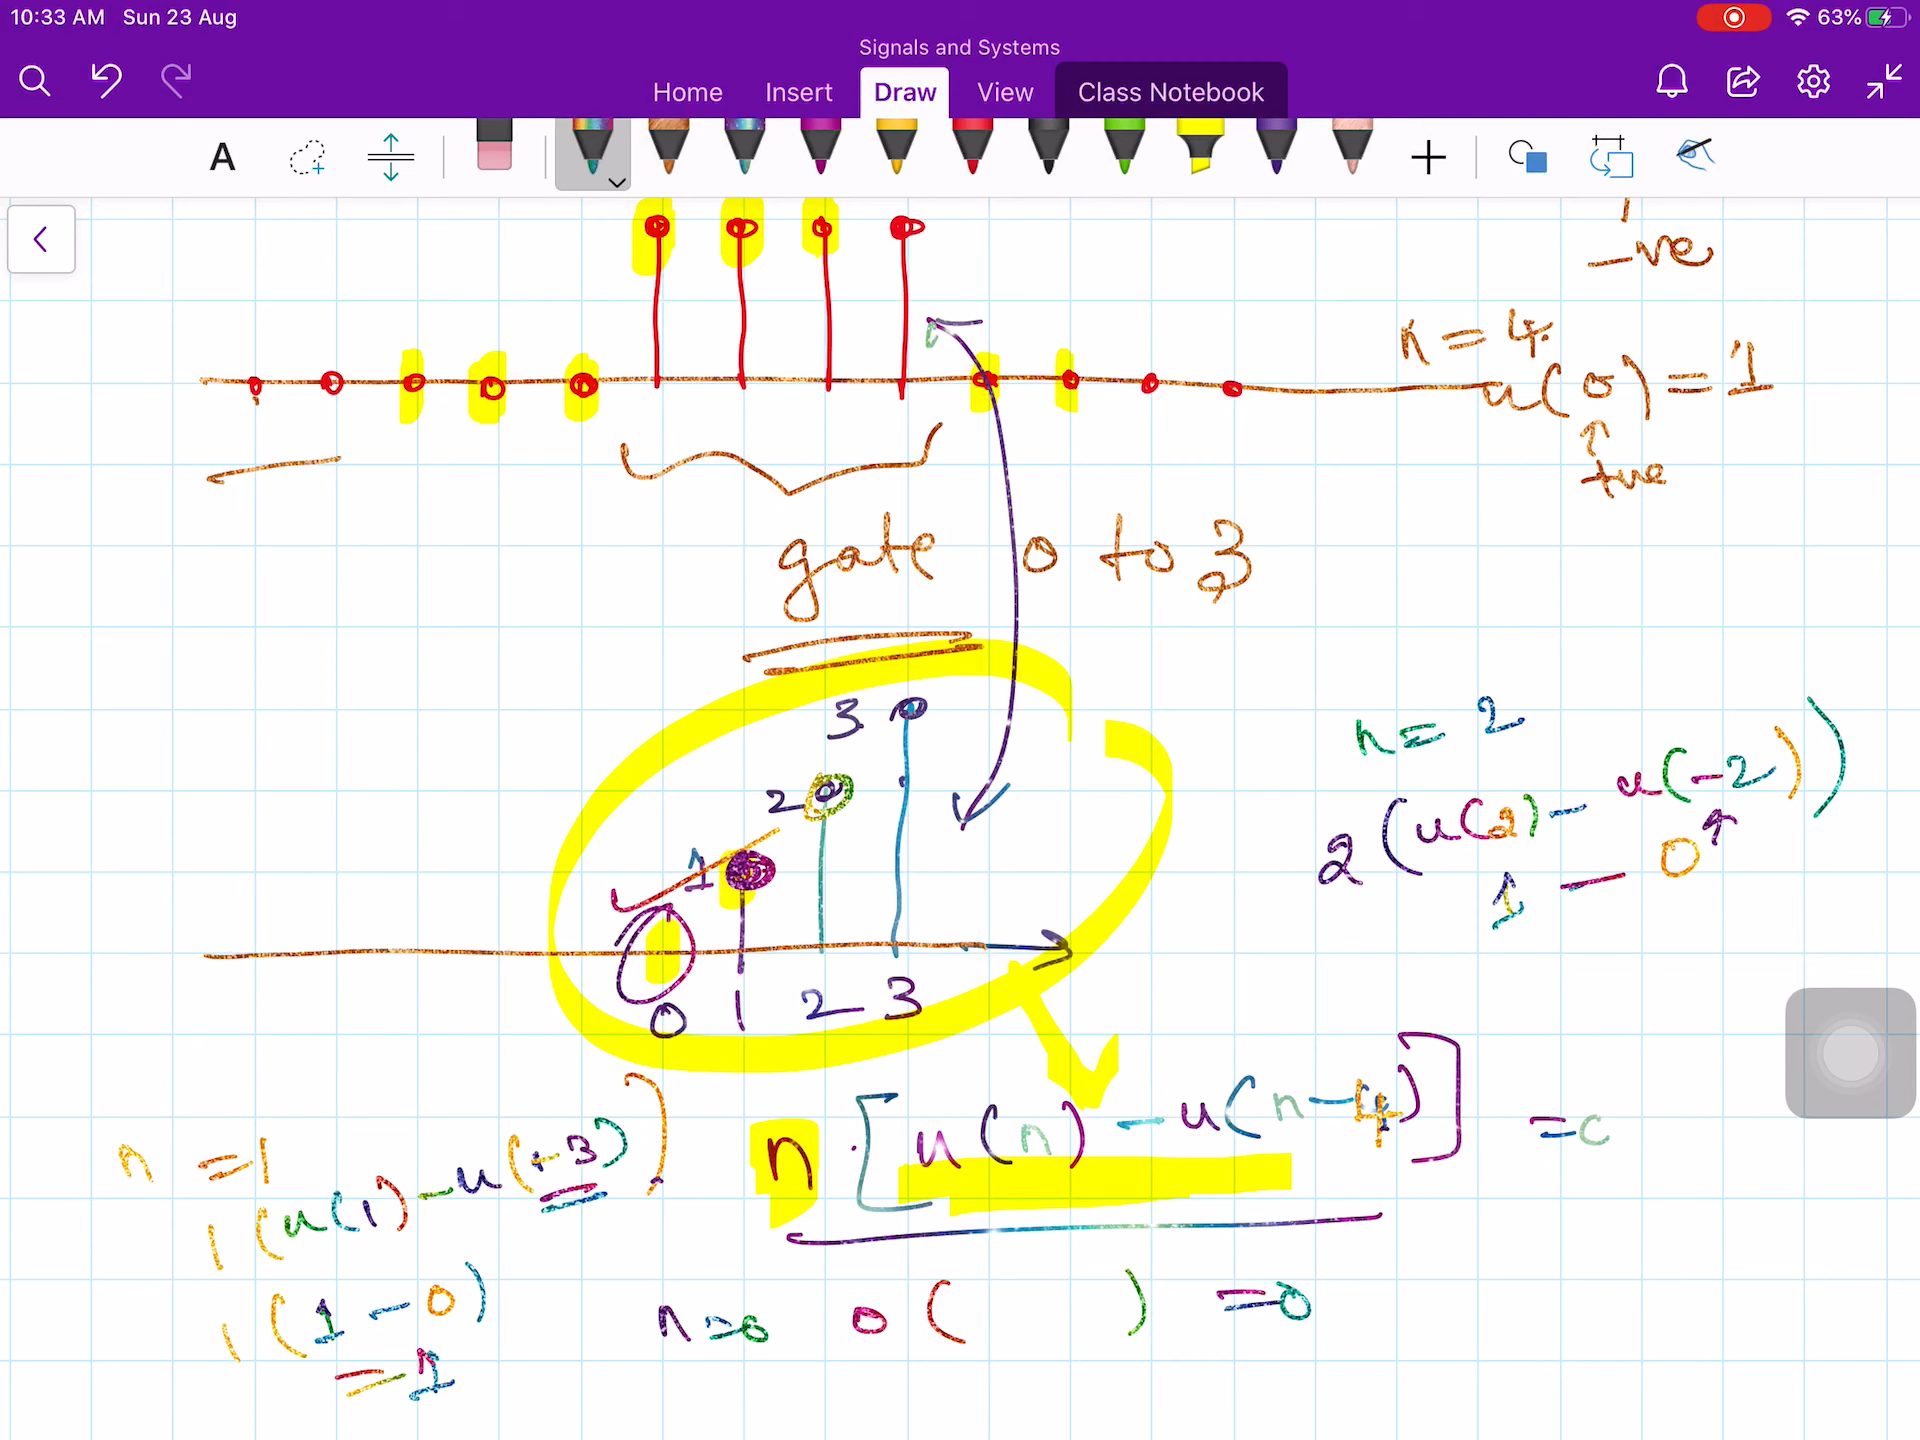 10:33 AM Sun 23 Aug
63%
Signals and Systems
Home Insert Draw View Class Notebook
A
-ve
n = 4
u(0) = 1
↑
+ve
gate 0 to 3
3
2
1
0 1 2 3
n = 2
2(u(2) - u(-2))
1 - 0
n · [u(n) - u(n-4)] = c
n = 1
1(u(1) - u(-3))
1(1 - 0)
= 1
n=0 0( ) =0